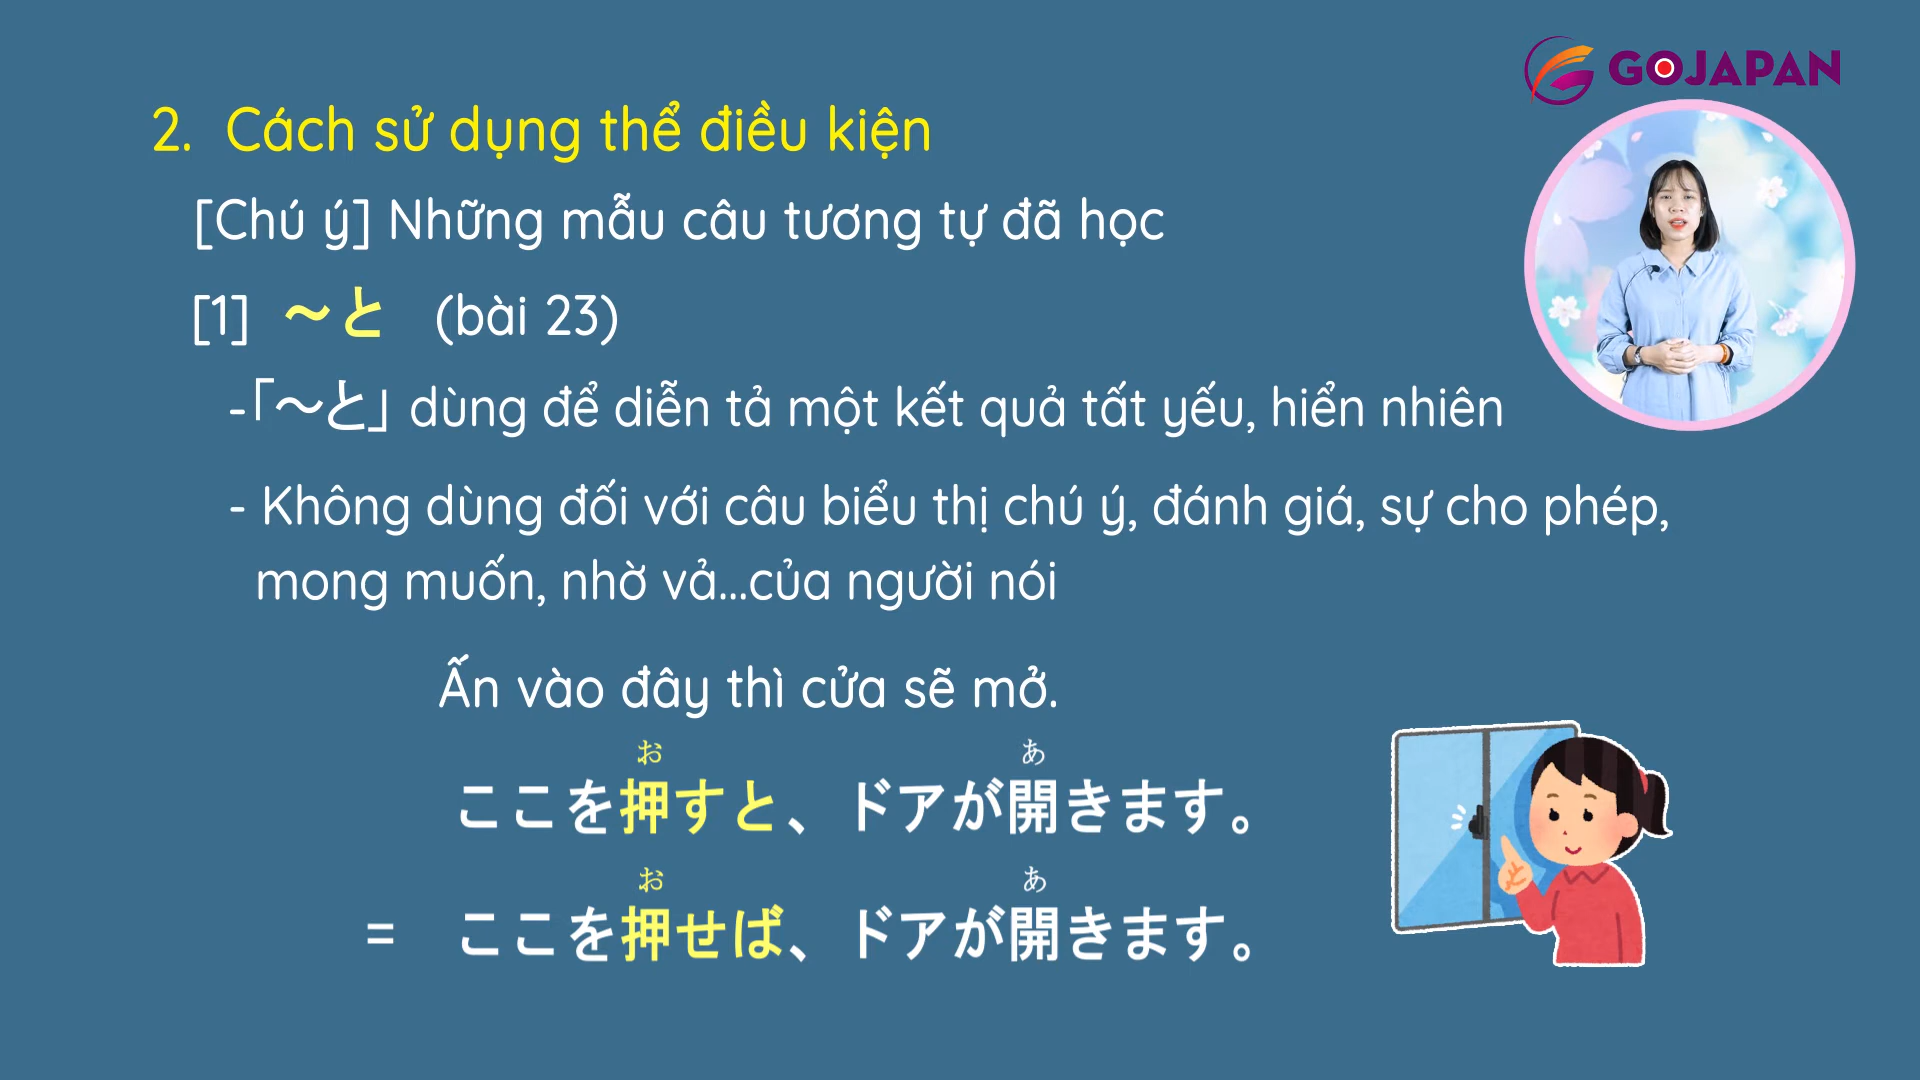 GOJAPAN
2. Cách sử dụng thể điều kiện
[Chú ý] Những mẫu câu tương tự đã học
[1] ～と (bài 23)
-「～と」 dùng để diễn tả một kết quả tất yếu, hiển nhiên
- Không dùng đối với câu biểu thị chú ý, đánh giá, sự cho phép,
mong muốn, nhờ vả...của người nói
Ấn vào đây thì cửa sẽ mở.
お あ
ここを押すと、ドアが開きます。
お あ
= ここを押せば、ドアが開きます。